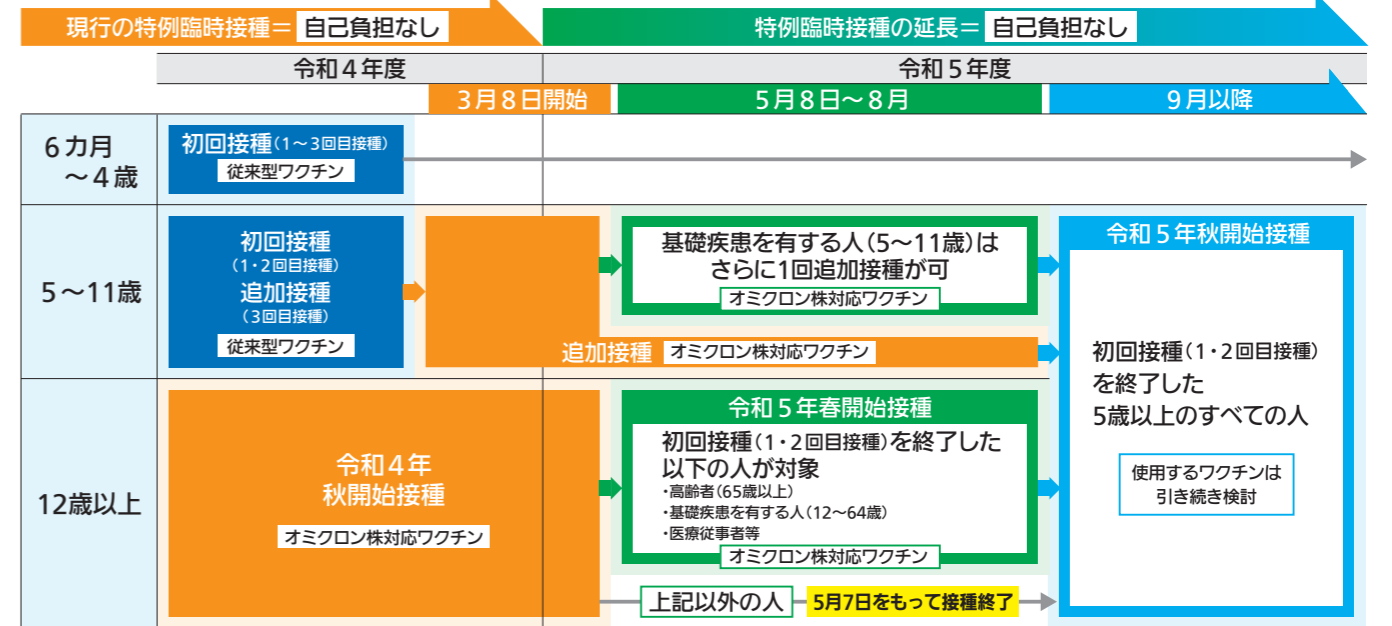 現行の特例臨時接種＝ 自己負担なし
特例臨時接種の延長＝ 自己負担なし
令和４年度
令和５年度
３月８日開始
５月８日～８月
９月以降
６カ月
～４歳
初回接種（１～３回目接種）
従来型ワクチン
５～11歳
初回接種
（１・２回目接種）
追加接種
（３回目接種）
従来型ワクチン
基礎疾患を有する人（５～11歳）は
さらに1回追加接種が可
オミクロン株対応ワクチン
追加接種 オミクロン株対応ワクチン
12歳以上
令和４年
秋開始接種
オミクロン株対応ワクチン
令和５年春開始接種
初回接種（１・２回目接種）を終了した
以下の人が対象
・高齢者（65歳以上）
・基礎疾患を有する人（12～64歳）
・医療従事者等
オミクロン株対応ワクチン
上記以外の人
5月7日をもって接種終了
令和５年秋開始接種
初回接種（１・２回目接種）
を終了した
5歳以上のすべての人
使用するワクチンは
引き続き検討